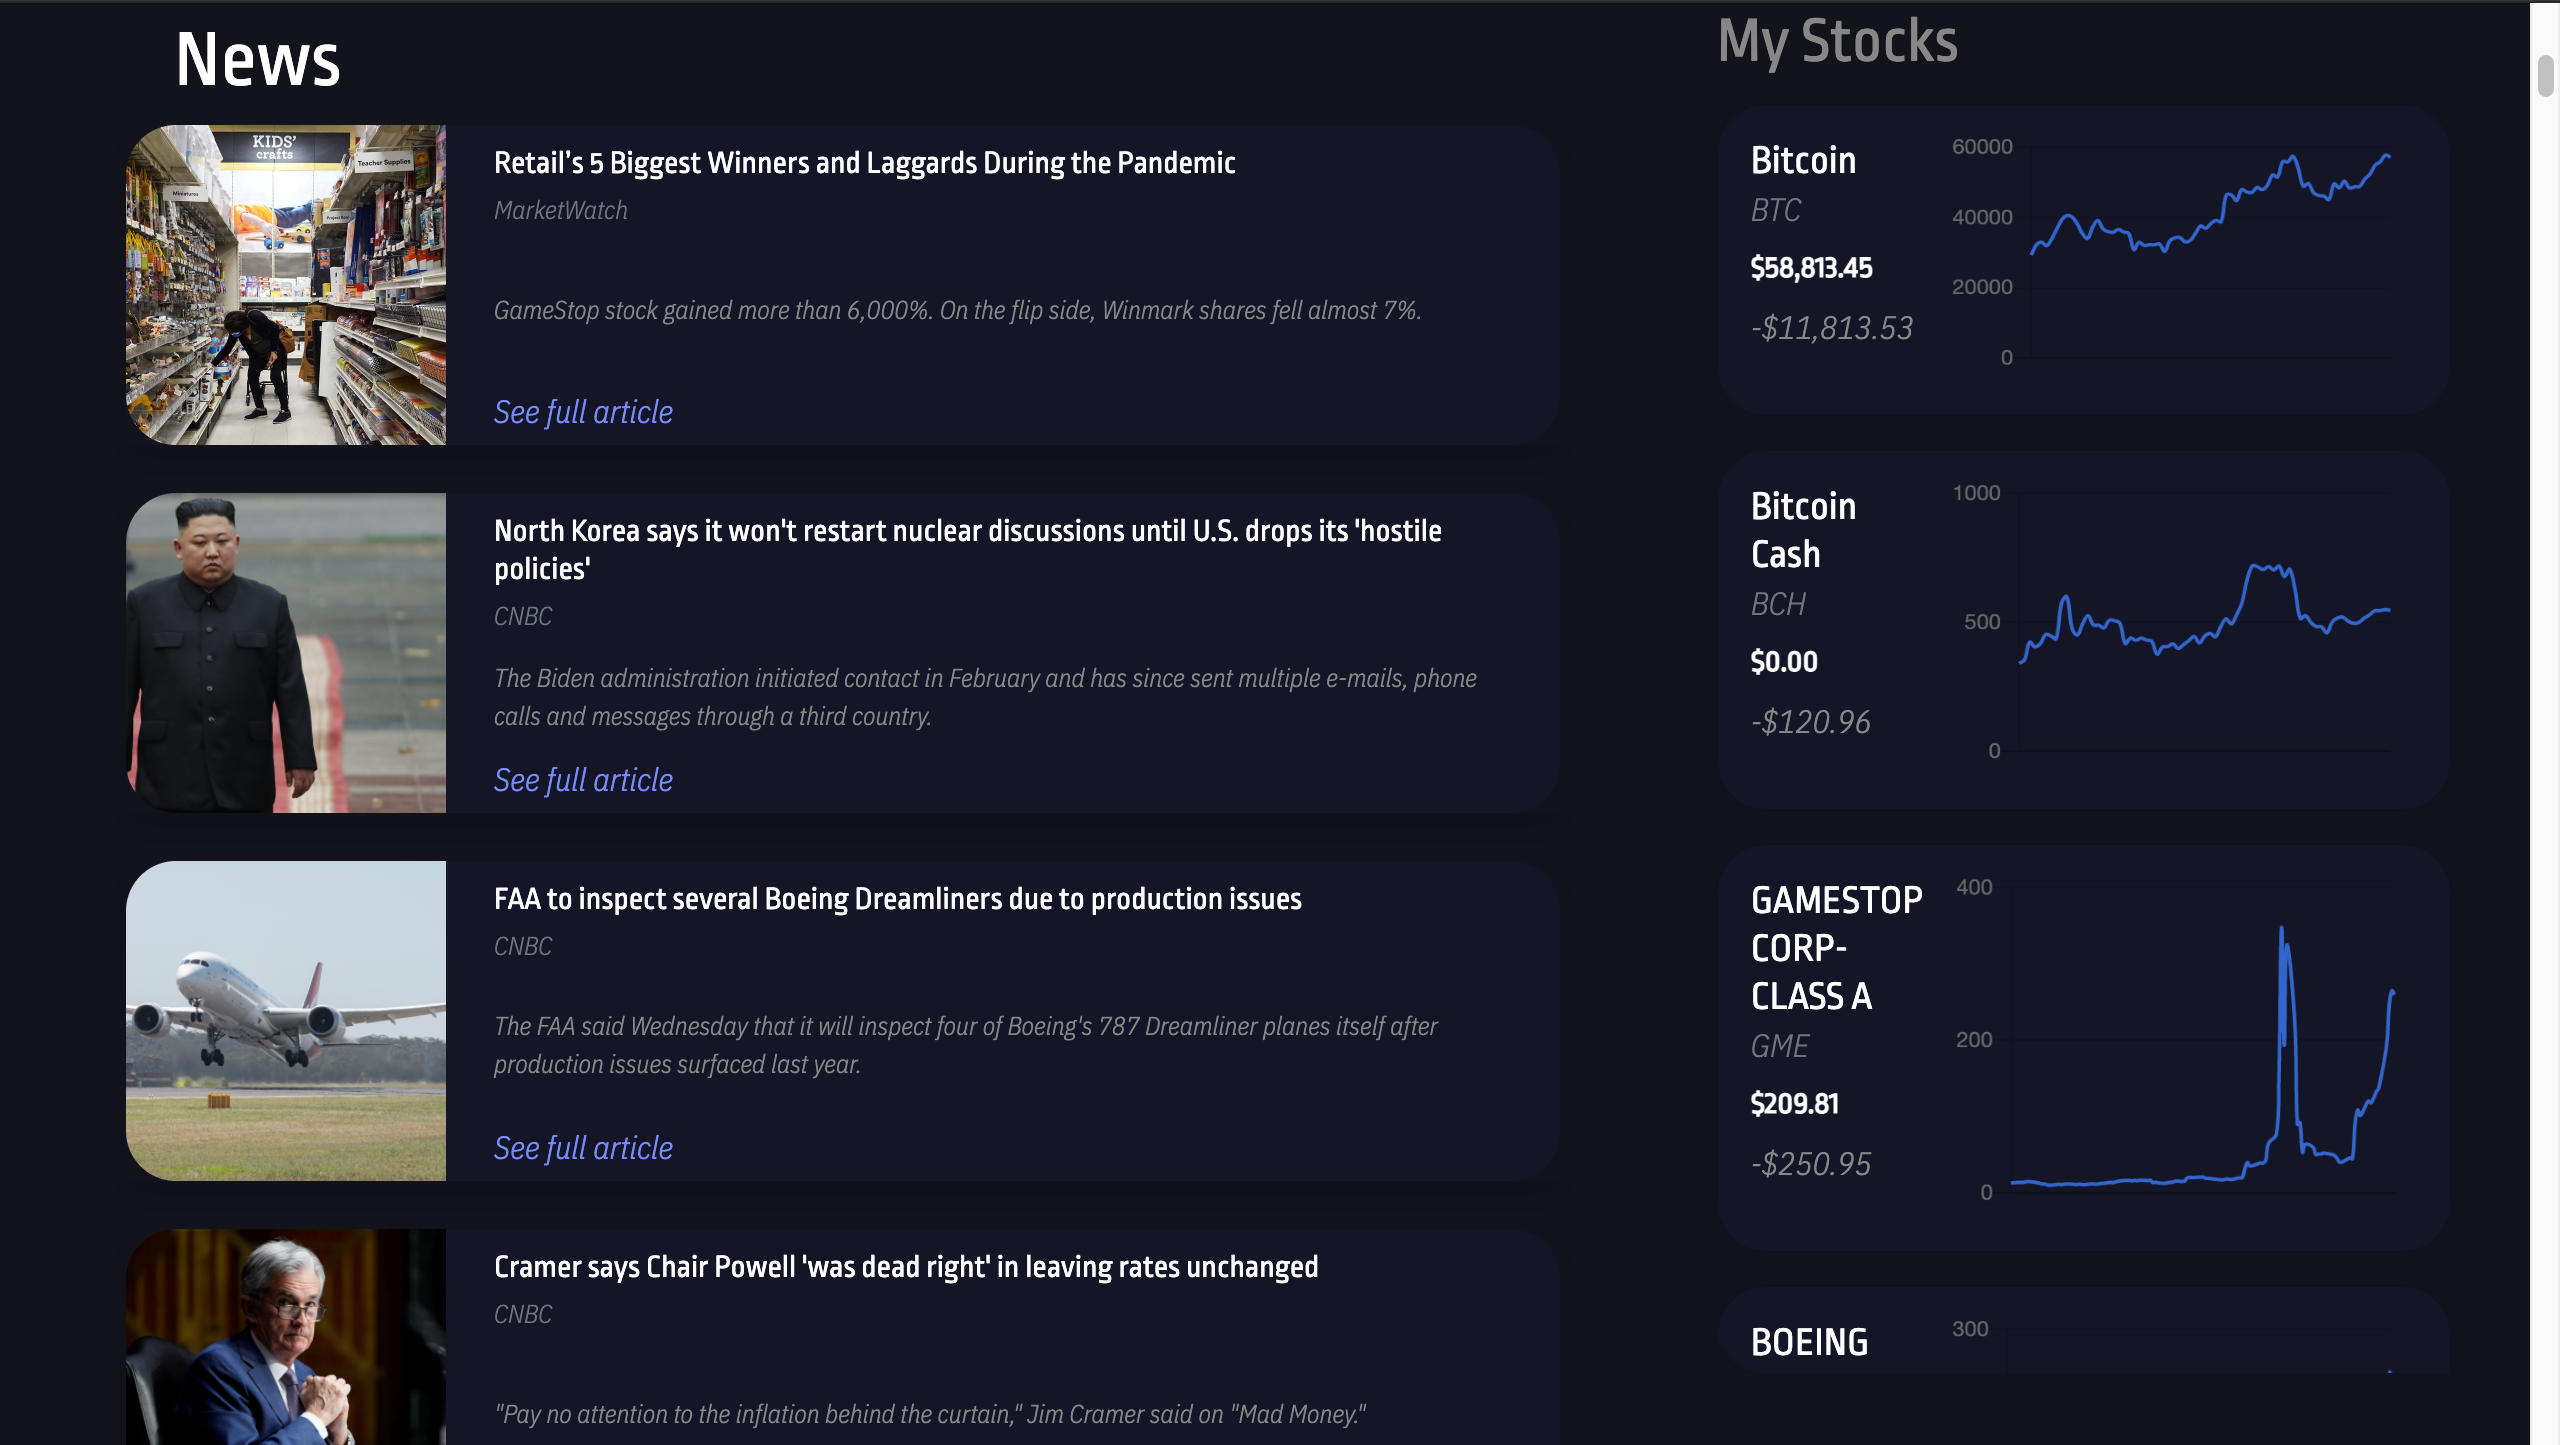 News
KIDS'
crafts
Teacher Supplies
Miniatures
Retail’s 5 Biggest Winners and Laggards During the Pandemic
MarketWatch
GameStop stock gained more than 6,000%. On the flip side, Winmark shares fell almost 7%.
See full article
North Korea says it won't restart nuclear discussions until U.S. drops its 'hostile
policies'
CNBC
The Biden administration initiated contact in February and has since sent multiple e-mails, phone
calls and messages through a third country.
See full article
FAA to inspect several Boeing Dreamliners due to production issues
CNBC
The FAA said Wednesday that it will inspect four of Boeing's 787 Dreamliner planes itself after
production issues surfaced last year.
See full article
Cramer says Chair Powell 'was dead right' in leaving rates unchanged
CNBC
"Pay no attention to the inflation behind the curtain," Jim Cramer said on "Mad Money."
My Stocks
Bitcoin
BTC
$58,813.45
-$11,813.53
60000
40000
20000
0
Bitcoin
Cash
BCH
$0.00
-$120.96
1000
500
0
GAMESTOP
CORP-
CLASS A
GME
$209.81
-$250.95
400
200
0
BOEING
300